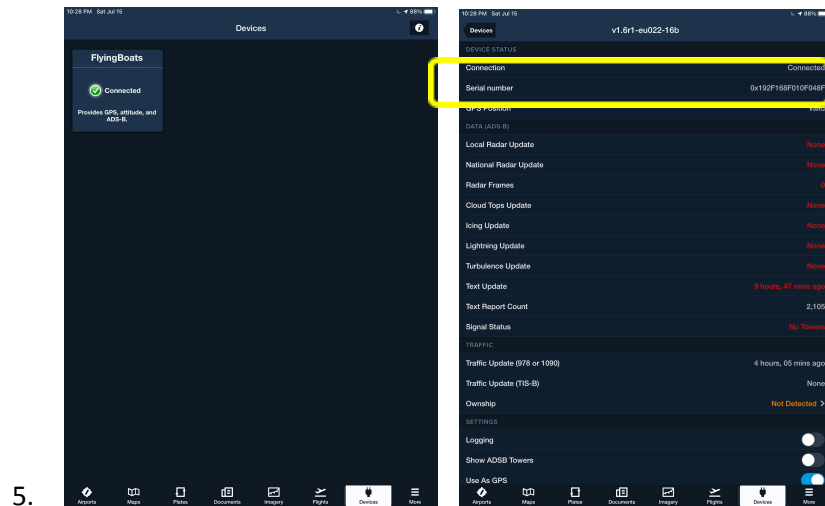 10:28 PM Sat Jul 15
88%
Devices
FlyingBoats
Connected
Provides GPS, attitude, and
ADS-B.
Airports
Maps
Plates
Documents
Imagery
Flights
Devices
More
10:28 PM Sat Jul 15
88%
Devices
v1.6r1-eu022-16b
DEVICE STATUS
Connection Connected
Serial number 0x192F168F010F048F
GPS Position Valid
DATA (ADS-B)
Local Radar Update None
National Radar Update None
Radar Frames 0
Cloud Tops Update None
Icing Update None
Lightning Update None
Turbulence Update None
Text Update 9 hours, 47 mins ago
Text Report Count 2,105
Signal Status No Towers
TRAFFIC
Traffic Update (978 or 1090) 4 hours, 05 mins ago
Traffic Update (TIS-B) None
Ownship Not Detected >
SETTINGS
Logging
Show ADSB Towers
Use As GPS
Airports
Maps
Plates
Documents
Imagery
Flights
Devices
More
5.